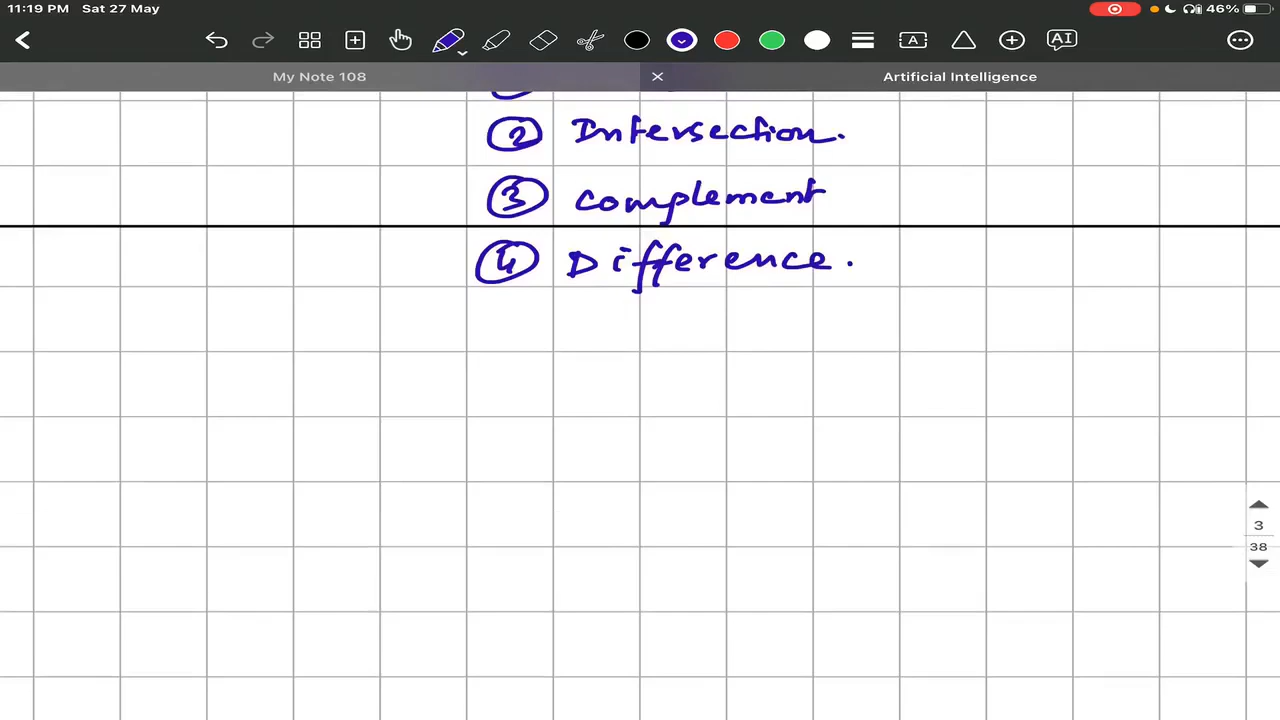 11:19 PM Sat 27 May
46%
A
AI
My Note 108
Artificial Intelligence
② Intersection.
③ complement
④ Difference.
3
38